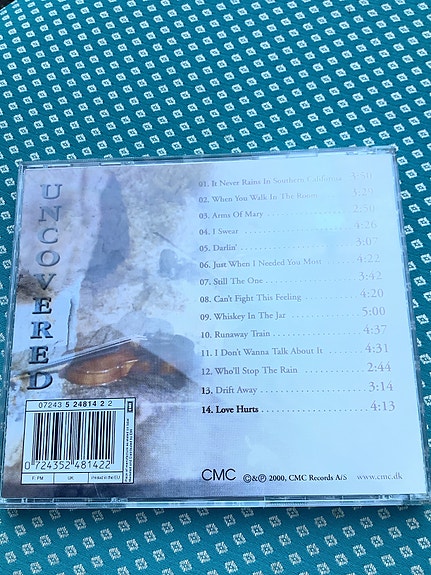 UNCOVERED
01. It Never Rains In Southern California 3:50
02. When You Walk In The Room 3:29
03. Arms Of Mary 2:50
04. I Swear 4:26
05. Darlin' 3:07
06. Just When I Needed You Most 4:22
07. Still The One 3:42
08. Can't Fight This Feeling 4:20
09. Whiskey In The Jar 5:00
10. Runaway Train 4:37
11. I Don't Wanna Talk About It 4:31
12. Who'll Stop The Rain 2:44
13. Drift Away 3:14
14. Love Hurts 4:13
07243 5 24814 2 2
0 724352 481422
CMC ©&℗ 2000, CMC Records A/S www.cmc.dk